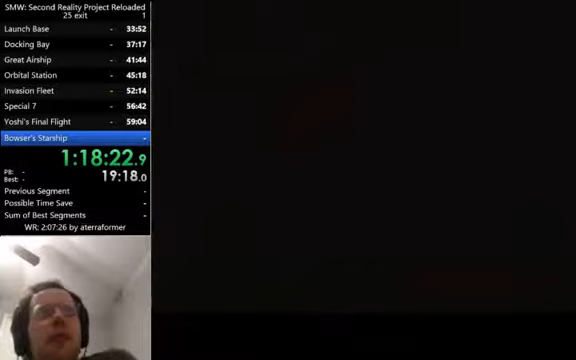 SMW: Second Reality Project Reloaded
25 exit 1
Launch Base - 33:52
Docking Bay - 37:17
Great Airship - 41:44
Orbital Station - 45:18
Invasion Fleet - 52:14
Special 7 - 56:42
Yoshi's Final Flight - 59:04
Bowser's Starship -
1:18:22.9
PB: -
Best: - 19:18.0
Previous Segment -
Possible Time Save -
Sum of Best Segments -
WR: 2:07:26 by aterraformer